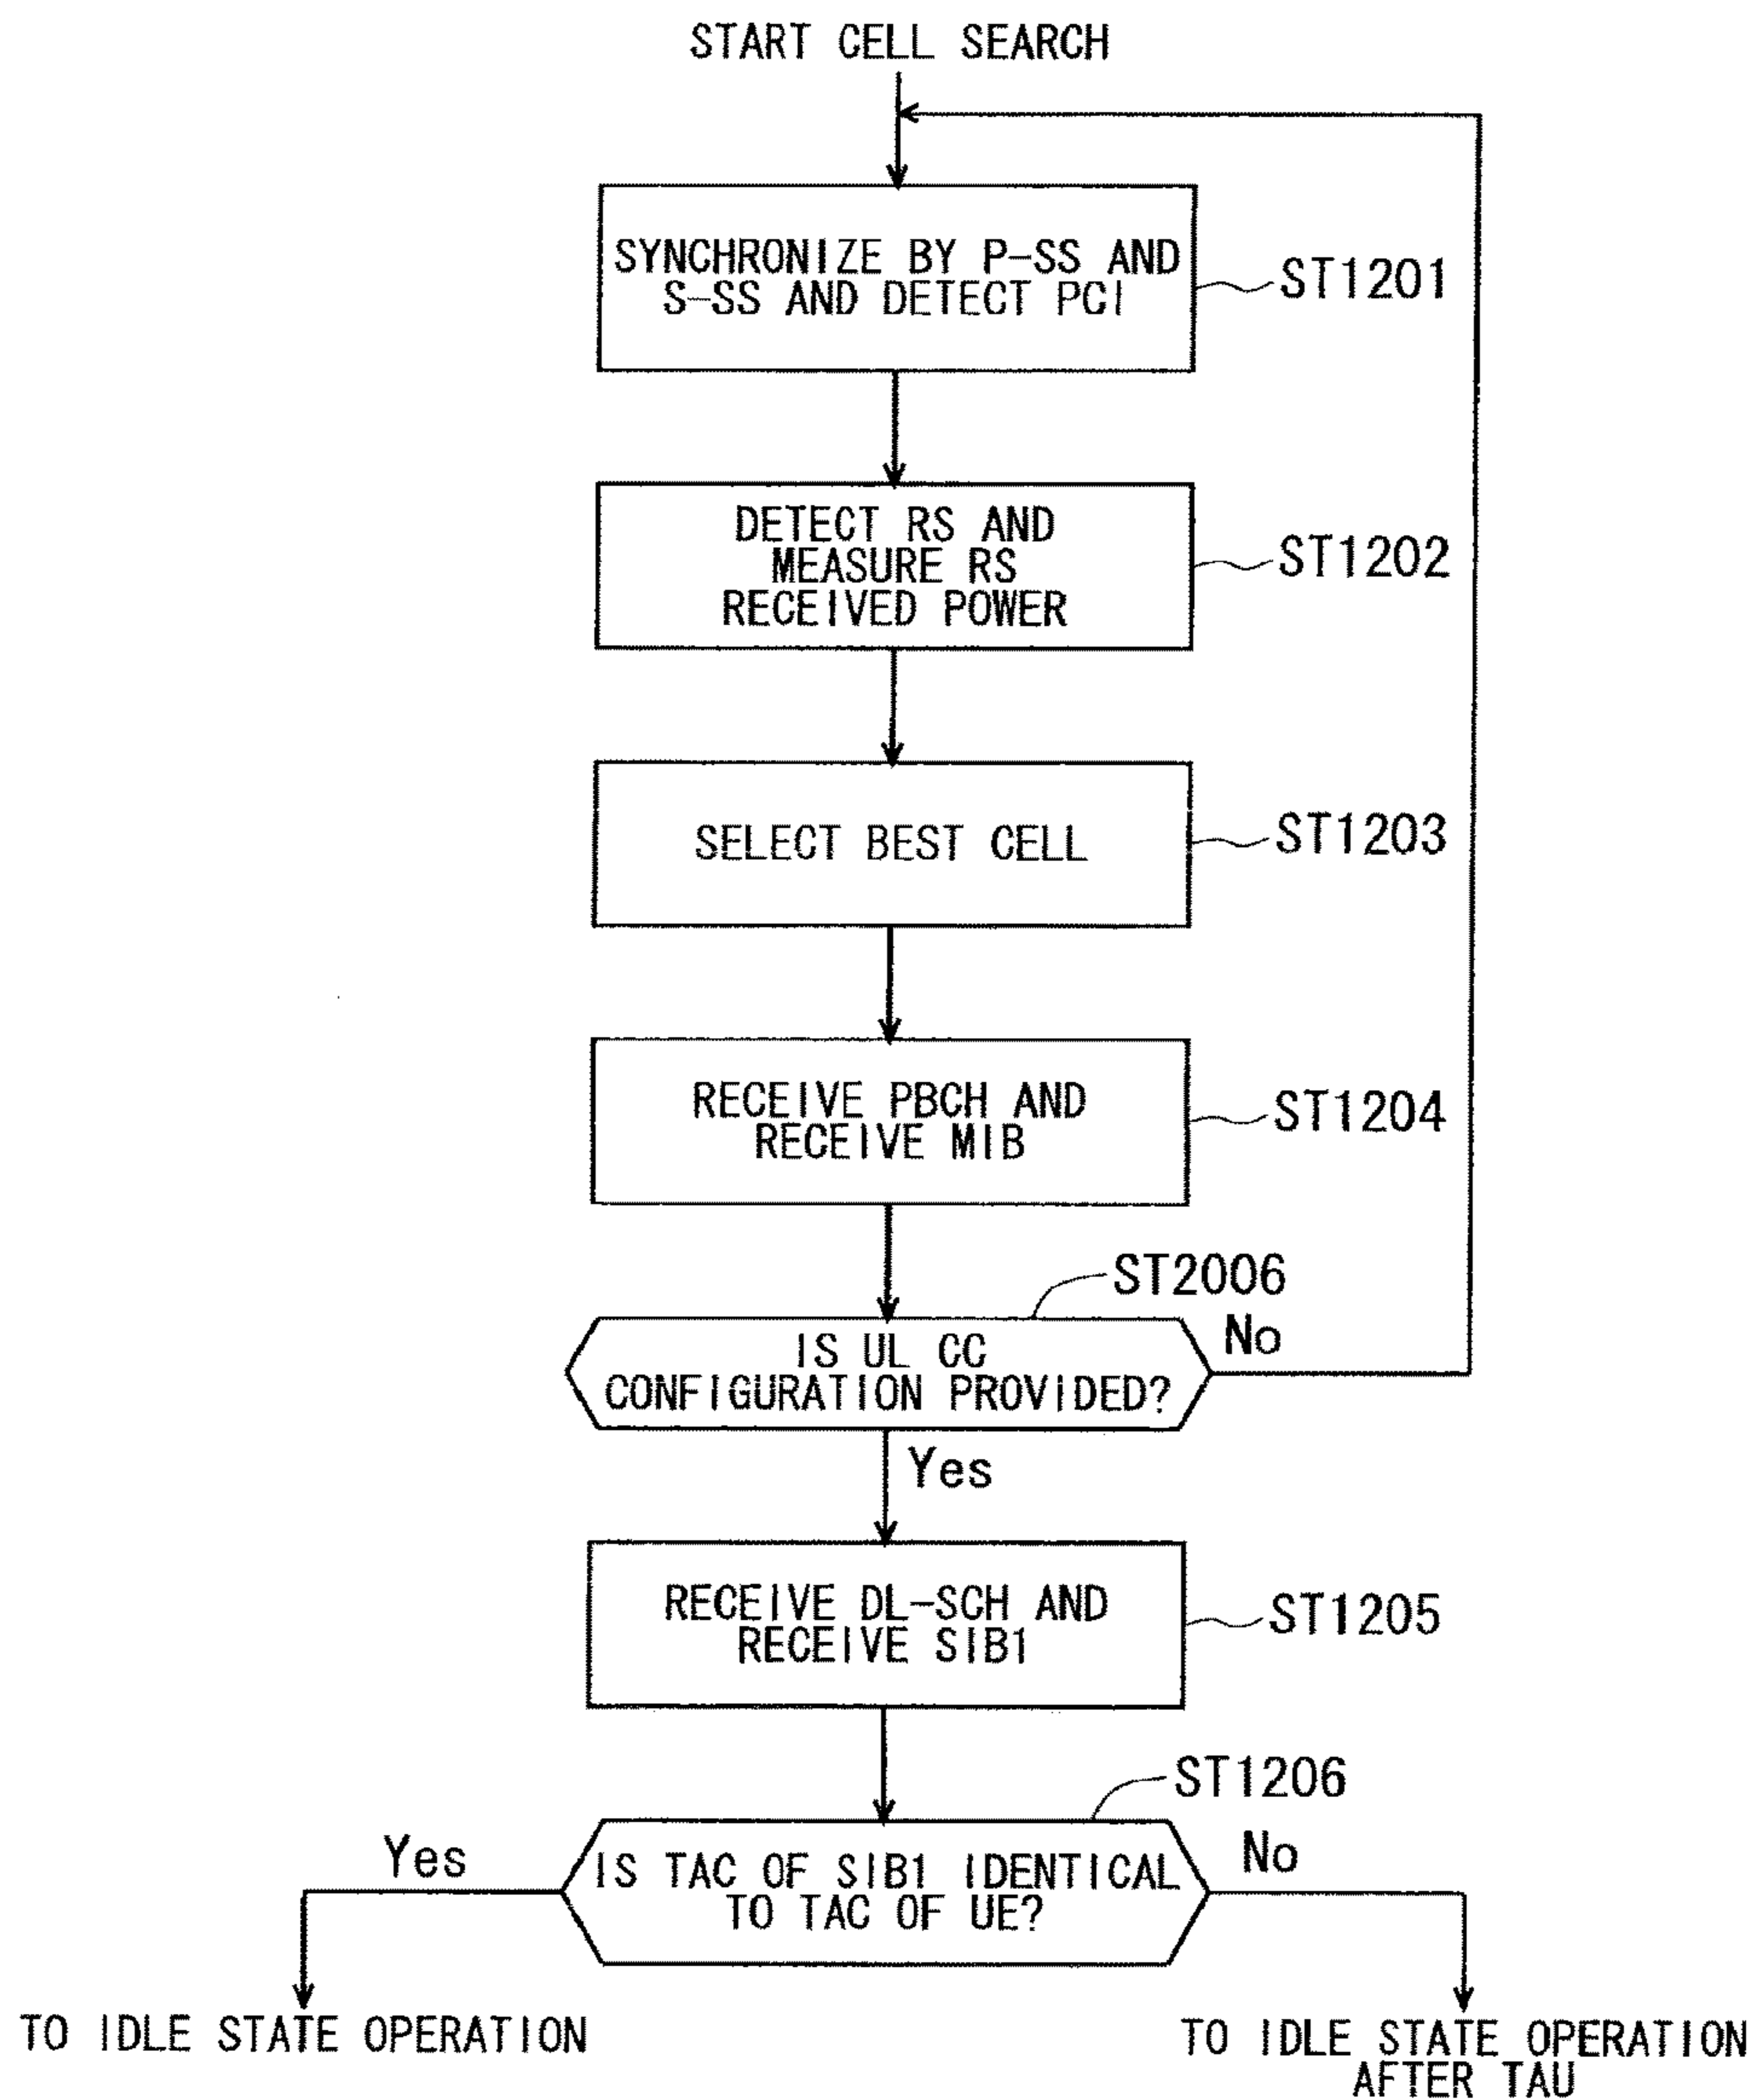 START CELL SEARCH
SYNCHRONIZE BY P-SS AND
S-SS AND DETECT PCI
ST1201
DETECT RS AND
MEASURE RS
RECEIVED POWER
ST1202
SELECT BEST CELL
ST1203
RECEIVE PBCH AND
RECEIVE MIB
ST1204
ST2006
IS UL CC
CONFIGURATION PROVIDED?
No
Yes
RECEIVE DL-SCH AND
RECEIVE SIB1
ST1205
ST1206
Yes
IS TAC OF SIB1 IDENTICAL
TO TAC OF UE?
No
TO IDLE STATE OPERATION
TO IDLE STATE OPERATION
AFTER TAU